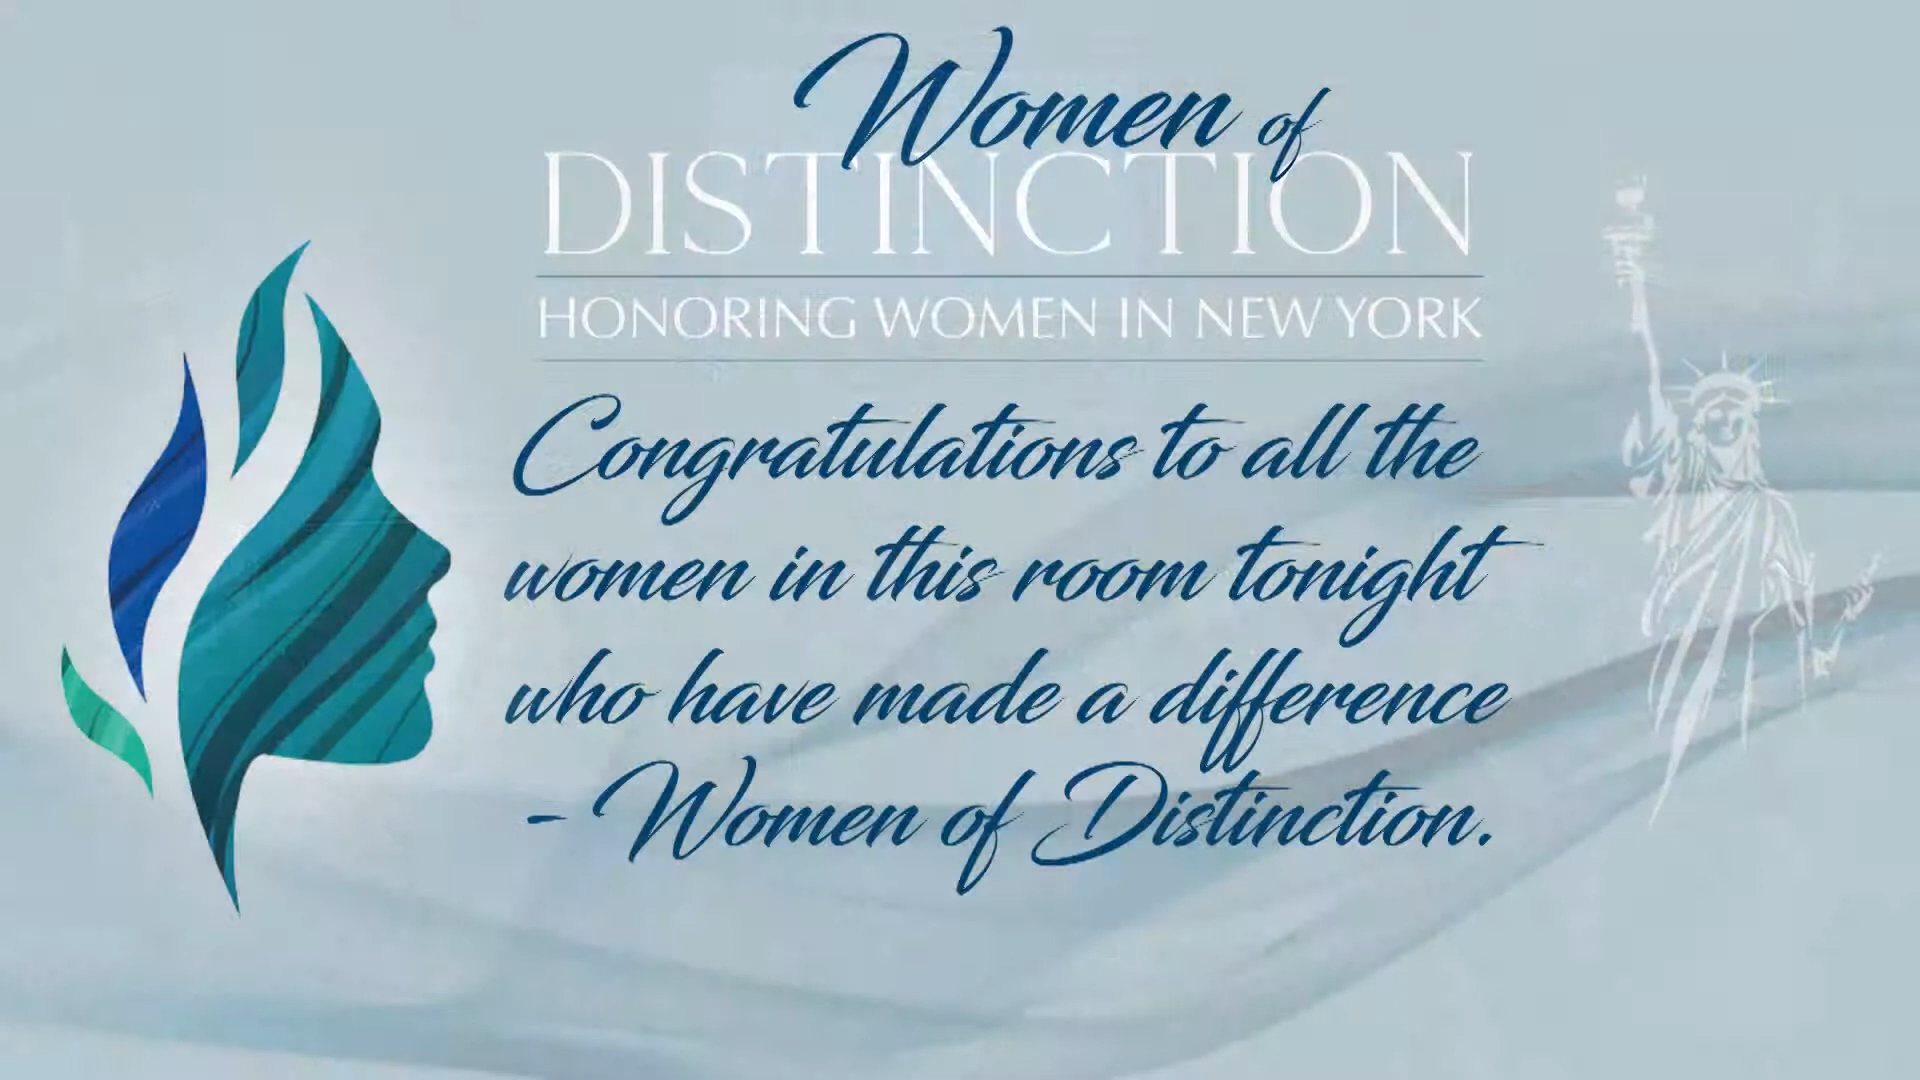 Women of
DISTINCTION
HONORING WOMEN IN NEW YORK
Congratulations to all the
women in this room tonight
who have made a difference
- Women of Distinction.